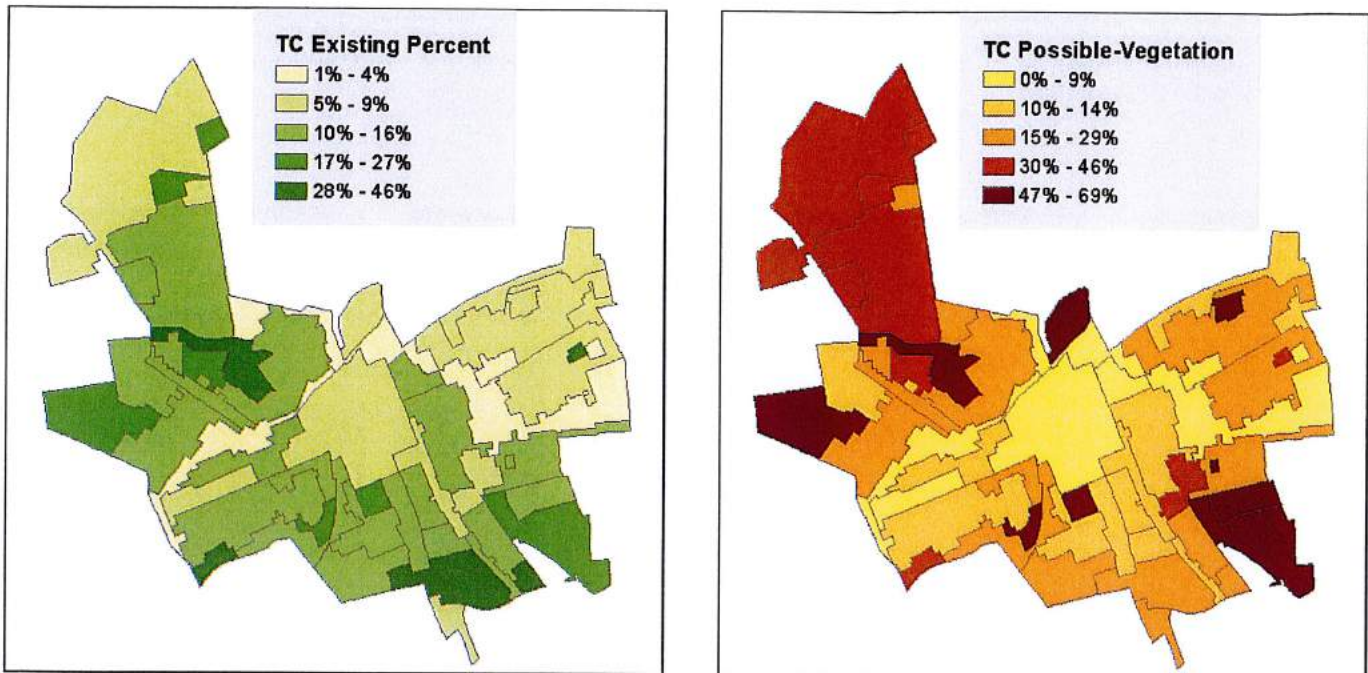 TC Existing Percent
1% - 4%
5% - 9%
10% - 16%
17% - 27%
28% - 46%
TC Possible-Vegetation
0% - 9%
10% - 14%
15% - 29%
30% - 46%
47% - 69%